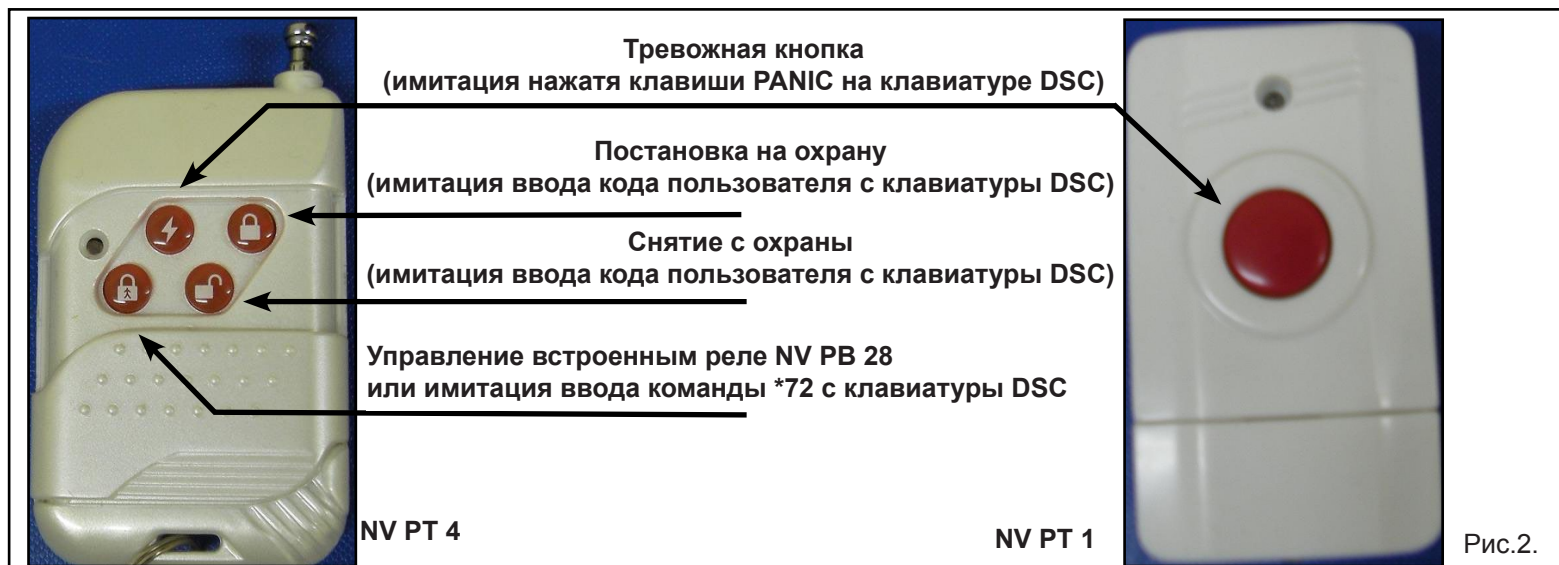 Тревожная кнопка
(имитация нажатя клавиши PANIC на клавиатуре DSC)
Постановка на охрану
(имитация ввода кода пользователя с клавиатуры DSC)
Снятие с охраны
(имитация ввода кода пользователя с клавиатуры DSC)
Управление встроенным реле NV PB 28
или имитация ввода команды *72 с клавиатуры DSC
NV PT 4
NV PT 1
Рис.2.